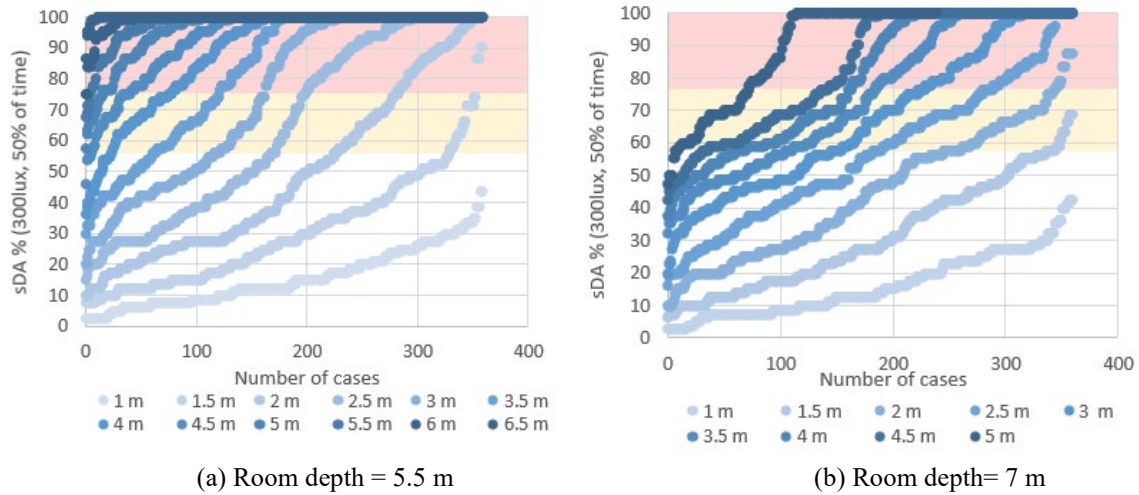 sDA % (300lux, 50% of time)
100
90
80
70
60
50
40
30
20
10
0
0 100 200 300 400
Number of cases
1 m 1.5 m 2 m 2.5 m 3 m 3.5 m
4 m 4.5 m 5 m 5.5 m 6 m 6.5 m
(a) Room depth = 5.5 m
sDA % (300lux, 50% of time)
100
90
80
70
60
50
40
30
20
10
0
0 100 200 300 400
Number of cases
1 m 1.5 m 2 m 2.5 m 3 m
3.5 m 4 m 4.5 m 5 m
(b) Room depth= 7 m